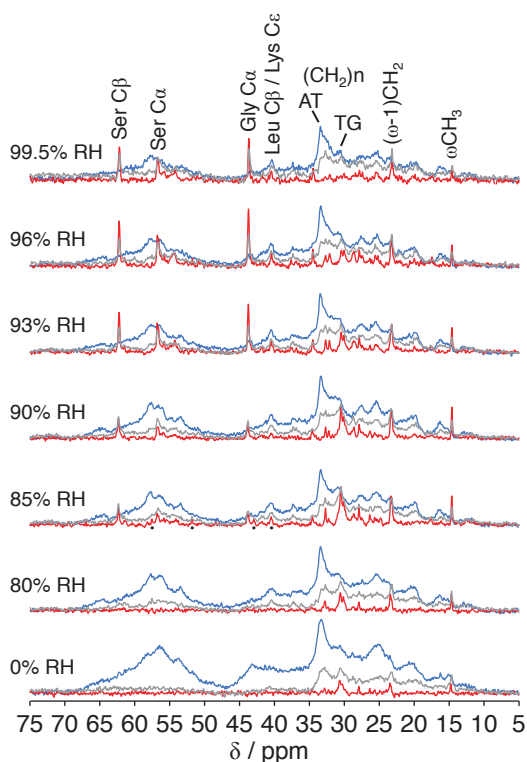 Ser Cβ
Ser Cα
Gly Cα
Leu Cβ / Lys Cε
(CH2)n
AT
TG
(ω-1)CH2
ωCH3
99.5% RH
96% RH
93% RH
90% RH
85% RH
80% RH
0% RH
75 70 65 60 55 50 45 40 35 30 25 20 15 10 5
δ / ppm